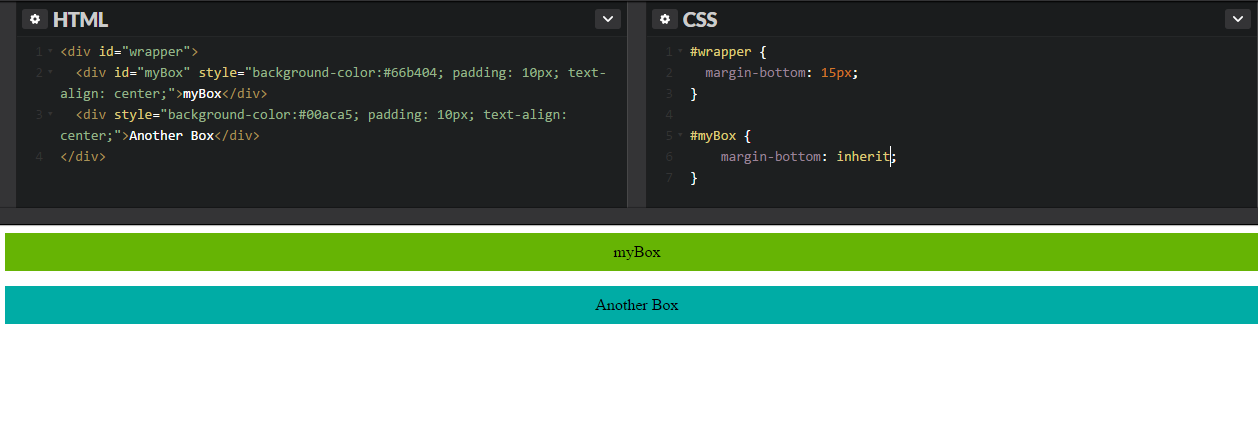 HTML
1 <div id="wrapper">
2 <div id="myBox" style="background-color:#66b404; padding: 10px; text-
align: center;">myBox</div>
3 <div style="background-color:#00aca5; padding: 10px; text-align:
center;">Another Box</div>
4 </div>
CSS
1 #wrapper {
2 margin-bottom: 15px;
3 }
4
5 #myBox {
6 margin-bottom: inherit;
7 }
myBox
Another Box